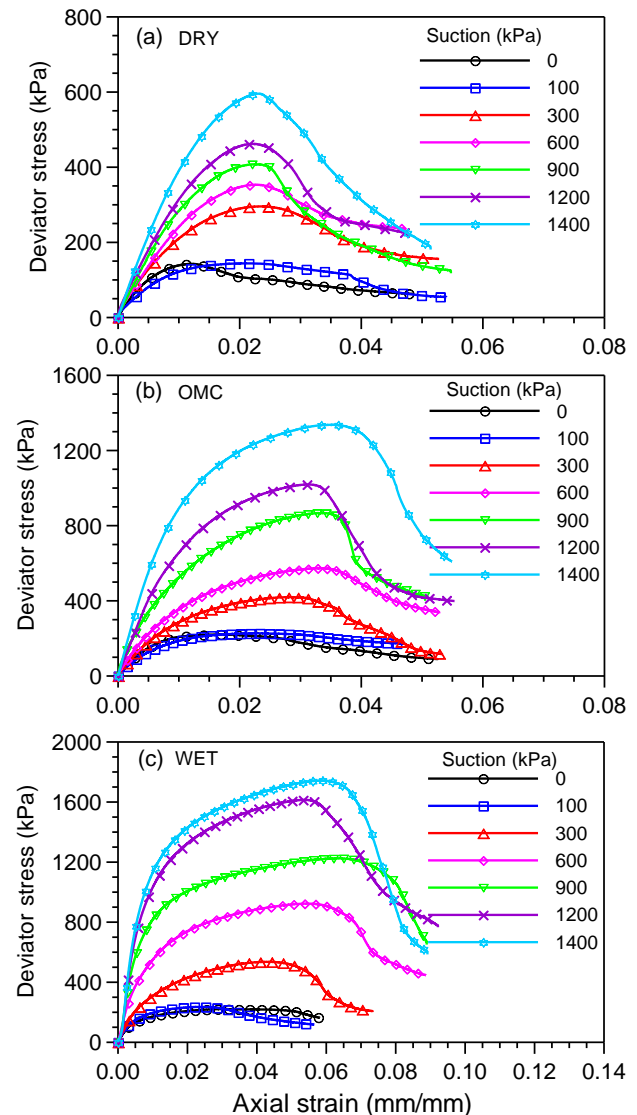 (a) DRY
Suction (kPa)
0
100
300
600
900
1200
1400
Deviator stress (kPa)
800
600
400
200
0
0.00 0.02 0.04 0.06 0.08
(b) OMC
Suction (kPa)
0
100
300
600
900
1200
1400
Deviator stress (kPa)
1600
1200
800
400
0
0.00 0.02 0.04 0.06 0.08
(c) WET
Suction (kPa)
0
100
300
600
900
1200
1400
Deviator stress (kPa)
2000
1600
1200
800
400
0
0.00 0.02 0.04 0.06 0.08 0.10 0.12 0.14
Axial strain (mm/mm)